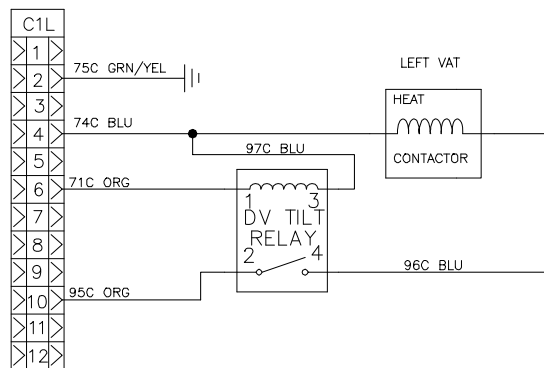 C1L
1
75C GRN/YEL
2
LEFT VAT
3
HEAT
74C BLU
4
97C BLU
CONTACTOR
5
71C ORG
6
1 3
7
DV TILT
8
RELAY
2 4
9
96C BLU
95C ORG
10
11
12